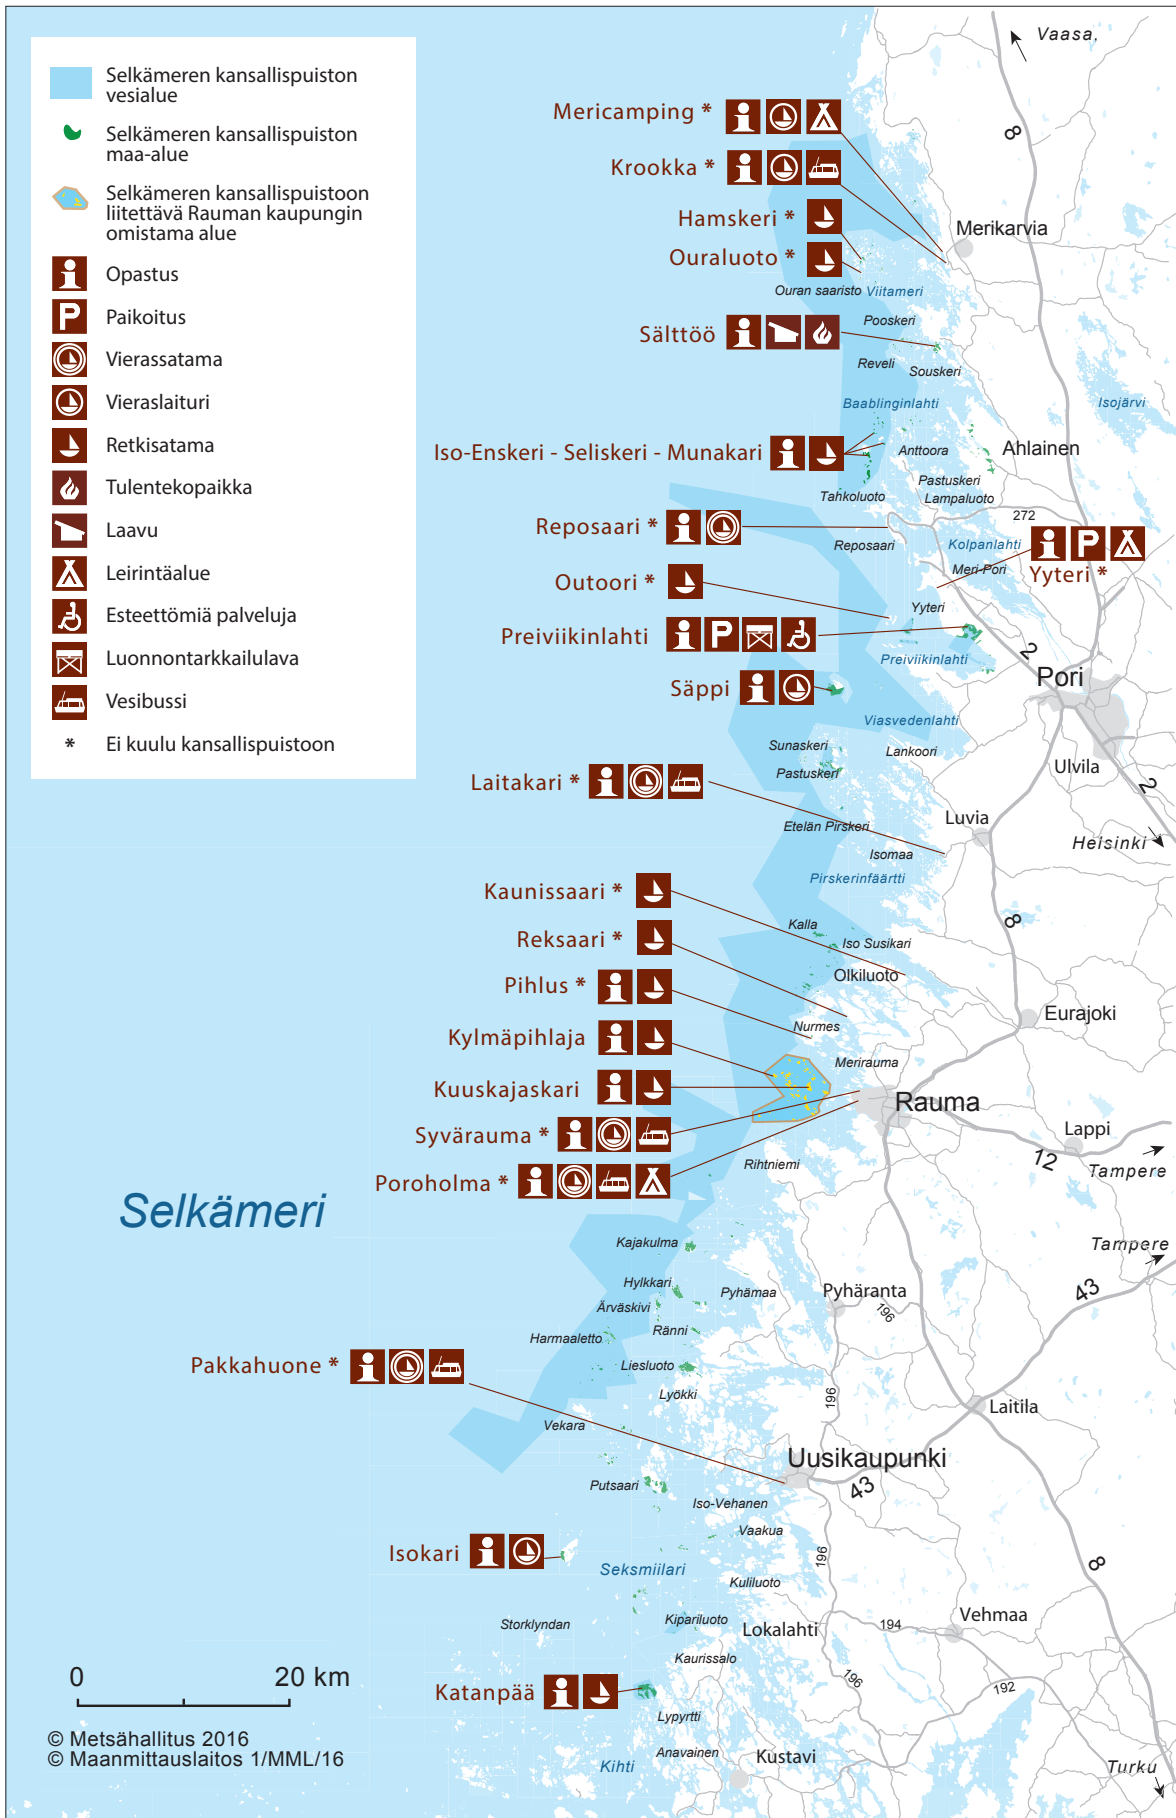 Selkämeren kansallispuiston
vesialue
Selkämeren kansallispuiston
maa-alue
Selkämeren kansallispuistoon
liitettävä Rauman kaupungin
omistama alue
Opastus
P Paikoitus
Vierassatama
Vieraslaituri
Retkisatama
Tulentekopaikka
Laavu
Leirintäalue
Esteettömiä palveluja
Luonnontarkkailulava
Vesibussi
* Ei kuulu kansallispuistoon
Vaasa,
8
Mericamping *
Krookka *
Hamskeri *
Merikarvia
Ouraluoto *
Ouran saaristo
Viitameri
Pooskeri
Sälttöö
Reveli
Souskeri
Baablinginlahti
Isojärvi
Iso-Enskeri - Seliskeri - Munakari
Anttoora
Ahlainen
Pastuskeri
Lampaluoto
Tahkoluoto
272
Reposaari *
Reposaari
Kolpanlahti
P
Meri-Pori
Yyteri *
Outoori *
Yyteri
Preiviikinlahti
P
Preiviikinlahti
2
Pori
Säppi
Viasvedenlahti
Sunaskeri
Lankoori
Pastuskeri
Ulvila
2
Laitakari *
Luvia
Etelän Pirskeri
Helsinki
Isomaa
Pirskerinfäärtti
Kaunissaari *
8
Kalla
Reksaari *
Iso Susikari
Olkiluoto
Pihlus *
Eurajoki
Nurmes
Kylmäpihlaja
Merirauma
Kuuskajaskari
Rauma
Syvärauma *
Lappi
12
Rihtniemi
Tampere
Poroholma *
Selkämeri
Kajakulma
Tampere
Hylkkari
43
Pyhämaa
Pyhäranta
Ärväskivi
196
Harmaaletto
Ränni
Pakkahuone *
Liesluoto
Lyökki
196
Laitila
Vekara
Uusikaupunki
43
Putsaari
Iso-Vehanen
Vaakua
Isokari
196
8
Seksmiilari
Kuliluoto
Storklyndan
Kipariluoto
Lokalahti
194
Vehmaa
Kaurissalo
196
192
0 20 km
Katanpää
Lypyrtti
© Metsähallitus 2016
© Maanmittauslaitos 1/MML/16
Anavainen
Kustavi
Kihti
Turku